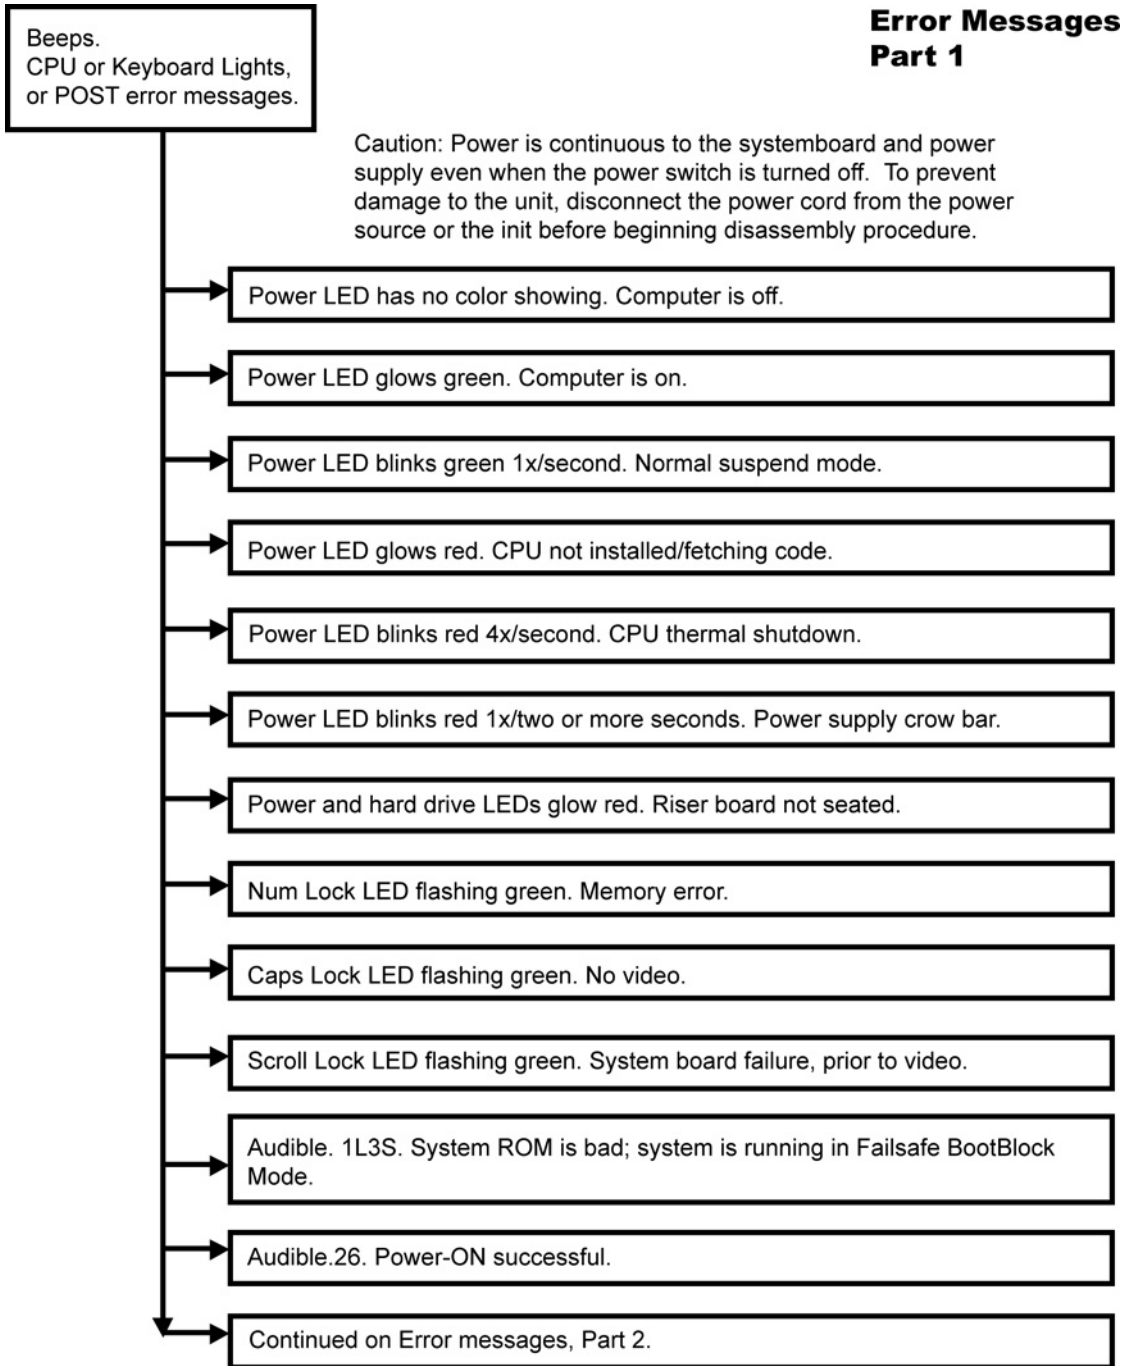 Error Messages
Part 1
Beeps.
CPU or Keyboard Lights,
or POST error messages.
Caution: Power is continuous to the systemboard and power
supply even when the power switch is turned off. To prevent
damage to the unit, disconnect the power cord from the power
source or the init before beginning disassembly procedure.
Power LED has no color showing. Computer is off.
Power LED glows green. Computer is on.
Power LED blinks green 1x/second. Normal suspend mode.
Power LED glows red. CPU not installed/fetching code.
Power LED blinks red 4x/second. CPU thermal shutdown.
Power LED blinks red 1x/two or more seconds. Power supply crow bar.
Power and hard drive LEDs glow red. Riser board not seated.
Num Lock LED flashing green. Memory error.
Caps Lock LED flashing green. No video.
Scroll Lock LED flashing green. System board failure, prior to video.
Audible. 1L3S. System ROM is bad; system is running in Failsafe BootBlock
Mode.
Audible.26. Power-ON successful.
Continued on Error messages, Part 2.